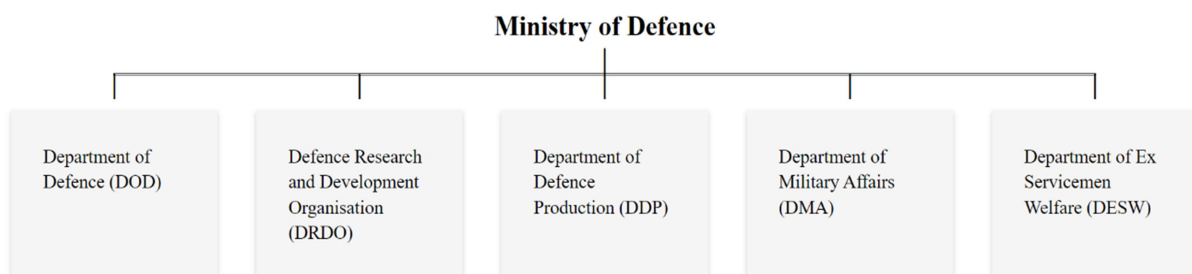 Ministry of Defence
Department of
Defence (DOD)
Defence Research
and Development
Organisation
(DRDO)
Department of
Defence
Production (DDP)
Department of
Military Affairs
(DMA)
Department of Ex
Servicemen
Welfare (DESW)